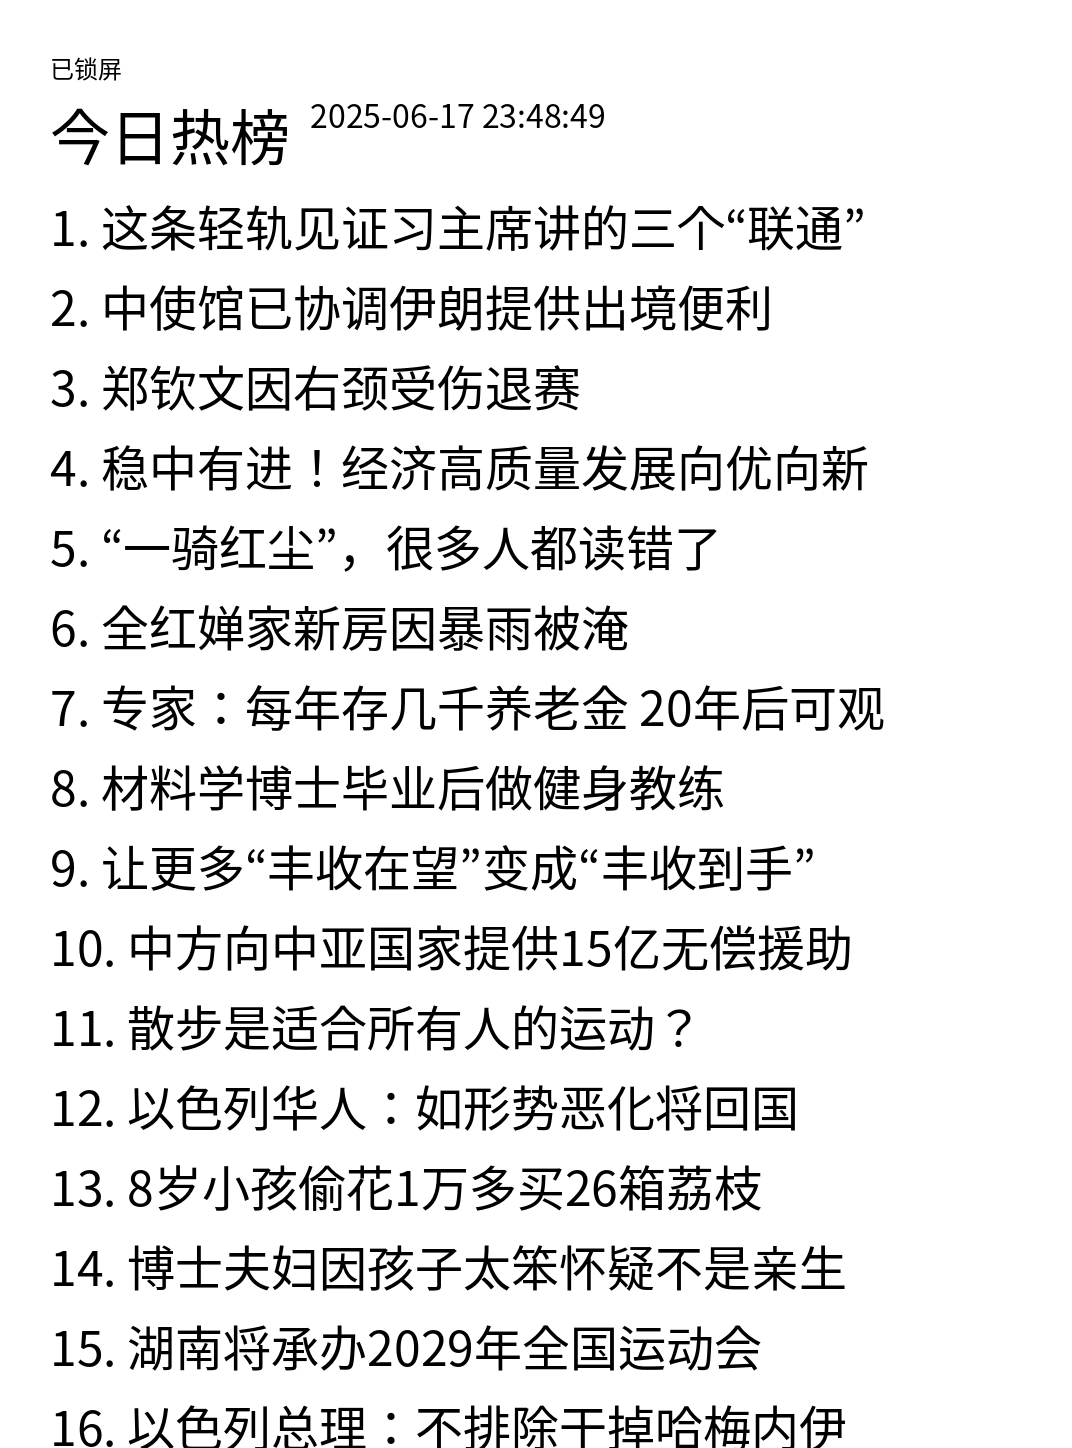 已锁屏
今日热榜 2025-06-17 23:48:49
1. 这条轻轨见证习主席讲的三个“联通”
2. 中使馆已协调伊朗提供出境便利
3. 郑钦文因右颈受伤退赛
4. 稳中有进！经济高质量发展向优向新
5. “一骑红尘”，很多人都读错了
6. 全红婵家新房因暴雨被淹
7. 专家：每年存几千养老金 20年后可观
8. 材料学博士毕业后做健身教练
9. 让更多“丰收在望”变成“丰收到手”
10. 中方向中亚国家提供15亿无偿援助
11. 散步是适合所有人的运动？
12. 以色列华人：如形势恶化将回国
13. 8岁小孩偷花1万多买26箱荔枝
14. 博士夫妇因孩子太笨怀疑不是亲生
15. 湖南将承办2029年全国运动会
16. 以色列总理：不排除干掉哈梅内伊